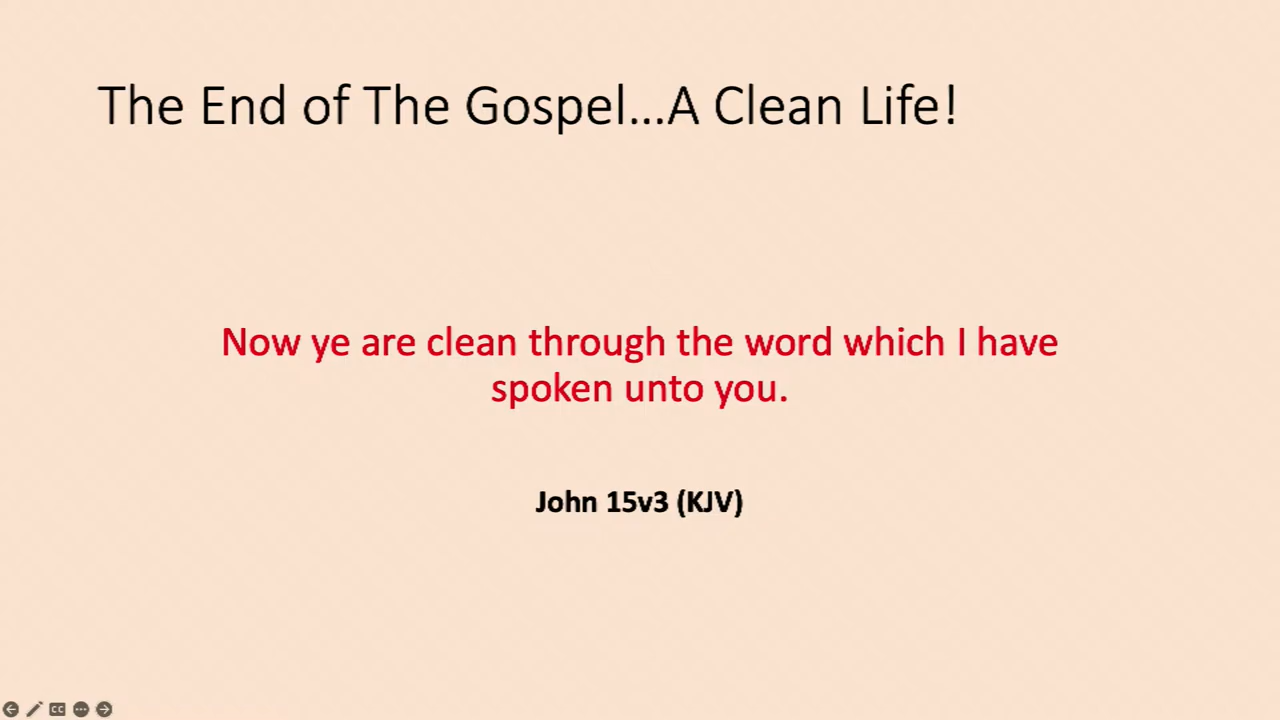 The End of The Gospel...A Clean Life!
Now ye are clean through the word which I have
spoken unto you.
John 15v3 (KJV)
CC